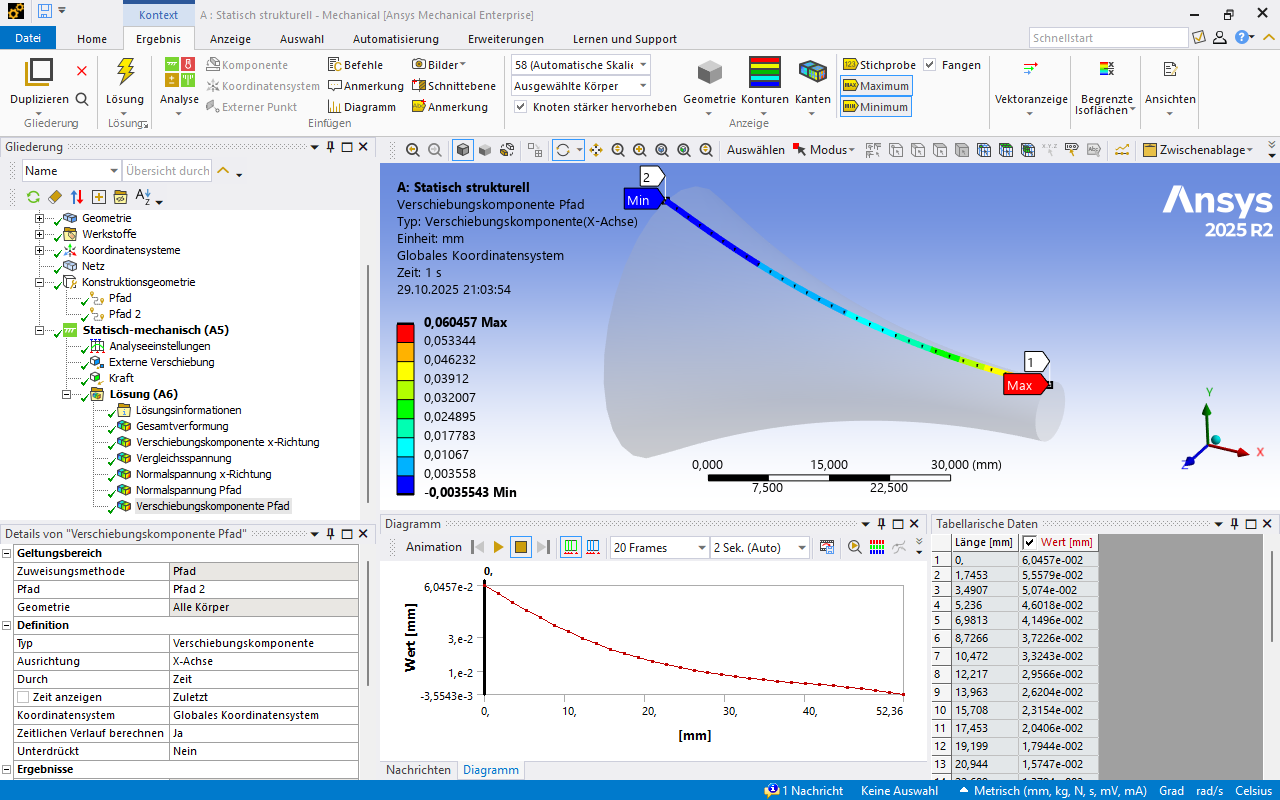 Kontext
A : Statisch strukturell - Mechanical [Ansys Mechanical Enterprise]
Datei Home Ergebnis Anzeige Auswahl Automatisierung Erweiterungen Lernen und Support
Schnellstart
Duplizieren
Gliederung
Lösung
Lösung
Analyse
Komponente
Koordinatensystem
Externer Punkt
Befehle
Anmerkung
Diagramm
Bilder
Schnittebene
Anmerkung
Einfügen
58 (Automatische Skalie
Ausgewählte Körper
Knoten stärker hervorheben
Geometrie
Konturen
Kanten
Anzeige
Stichprobe
Fangen
Maximum
Minimum
Vektoranzeige
Begrenzte
Isoflächen
Ansichten
Gliederung
Name
Übersicht durch
Geometrie
Werkstoffe
Koordinatensysteme
Netz
Konstruktionsgeometrie
Pfad
Pfad 2
Statisch-mechanisch (A5)
Analyseeinstellungen
Externe Verschiebung
Kraft
Lösung (A6)
Lösungsinformationen
Gesamtverformung
Verschiebungskomponente x-Richtung
Vergleichsspannung
Normalspannung x-Richtung
Normalspannung Pfad
Verschiebungskomponente Pfad
Details von "Verschiebungskomponente Pfad"
Geltungsbereich
Zuweisungsmethode Pfad
Pfad Pfad 2
Geometrie Alle Körper
Definition
Typ Verschiebungskomponente
Ausrichtung X-Achse
Durch Zeit
Zeit anzeigen Zuletzt
Koordinatensystem Globales Koordinatensystem
Zeitlichen Verlauf berechnen Ja
Unterdrückt Nein
Ergebnisse
Auswählen Modus Zwischenablage
A: Statisch strukturell
Verschiebungskomponente Pfad
Typ: Verschiebungskomponente(X-Achse)
Einheit: mm
Globales Koordinatensystem
Zeit: 1 s
29.10.2025 21:03:54
0,060457 Max
0,053344
0,046232
0,03912
0,032007
0,024895
0,017783
0,01067
0,003558
-0,0035543 Min
2
Min
1
Max
Ansys
2025 R2
0,000 15,000 30,000 (mm)
7,500 22,500
Y
X
Z
Diagramm
Animation 20 Frames 2 Sek. (Auto)
0,
6,0457e-2
3,e-2
1,e-2
-3,5543e-3
Wert [mm]
0, 10, 20, 30, 40, 52,36
[mm]
Nachrichten Diagramm
Tabellarische Daten
Länge [mm] Wert [mm]
1 0, 6,0457e-002
2 1,7453 5,5579e-002
3 3,4907 5,074e-002
4 5,236 4,6018e-002
5 6,9813 4,1496e-002
6 8,7266 3,7226e-002
7 10,472 3,3243e-002
8 12,217 2,9566e-002
9 13,963 2,6204e-002
10 15,708 2,3154e-002
11 17,453 2,0406e-002
12 19,199 1,7944e-002
13 20,944 1,5747e-002
1 Nachricht Keine Auswahl Metrisch (mm, kg, N, s, mV, mA) Grad rad/s Celsius